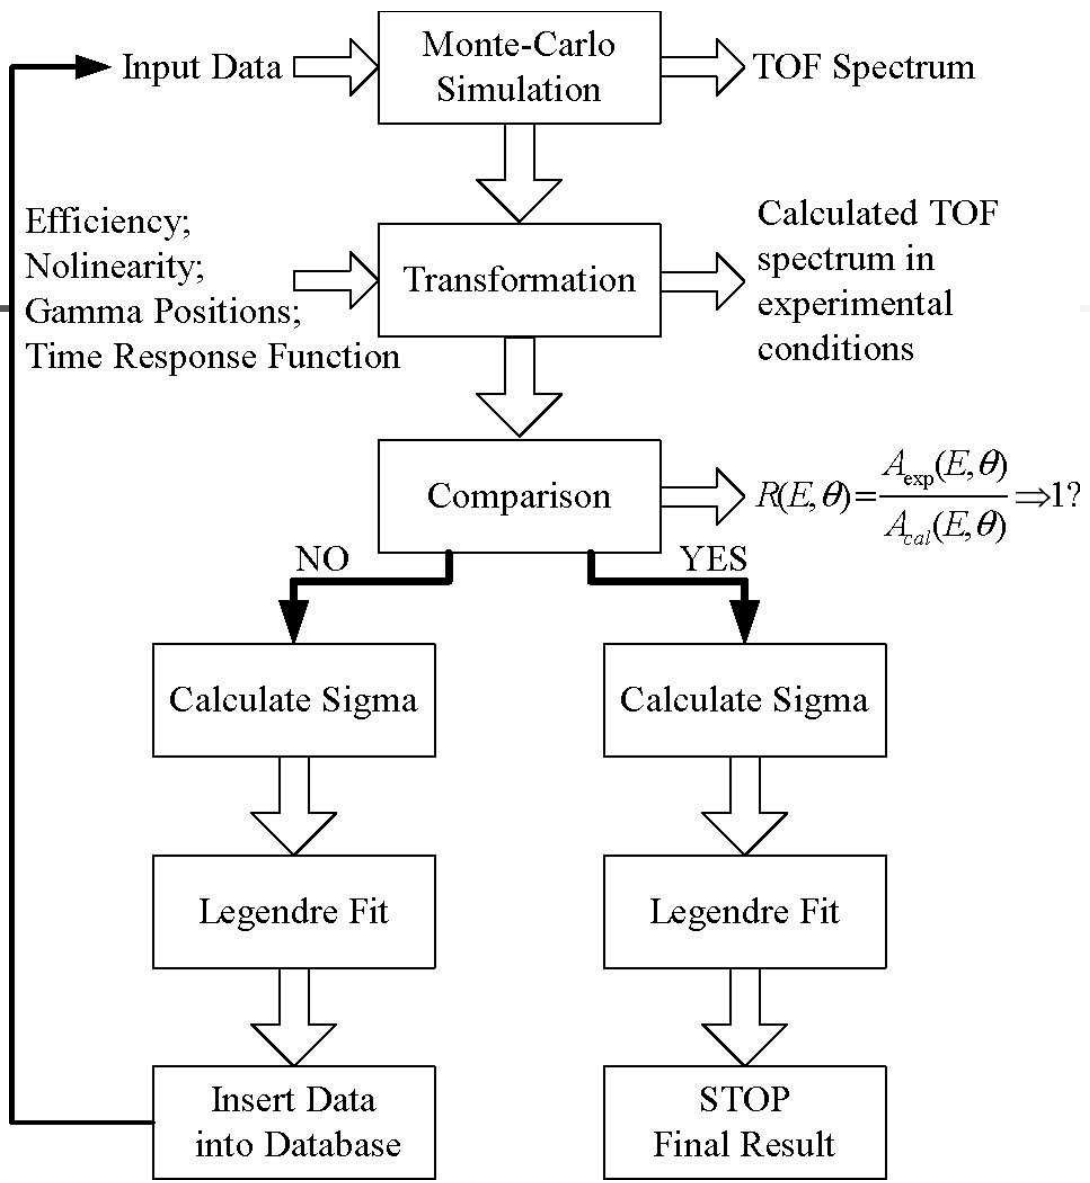 Input Data
Monte-Carlo
Simulation
TOF Spectrum
Efficiency;
Nolinearity;
Gamma Positions;
Time Response Function
Transformation
Calculated TOF
spectrum in
experimental
conditions
Comparison
R(E,θ)=A_exp(E,θ)/A_cal(E,θ)⇒1?
NO
YES
Calculate Sigma
Calculate Sigma
Legendre Fit
Legendre Fit
Insert Data
into Database
STOP
Final Result